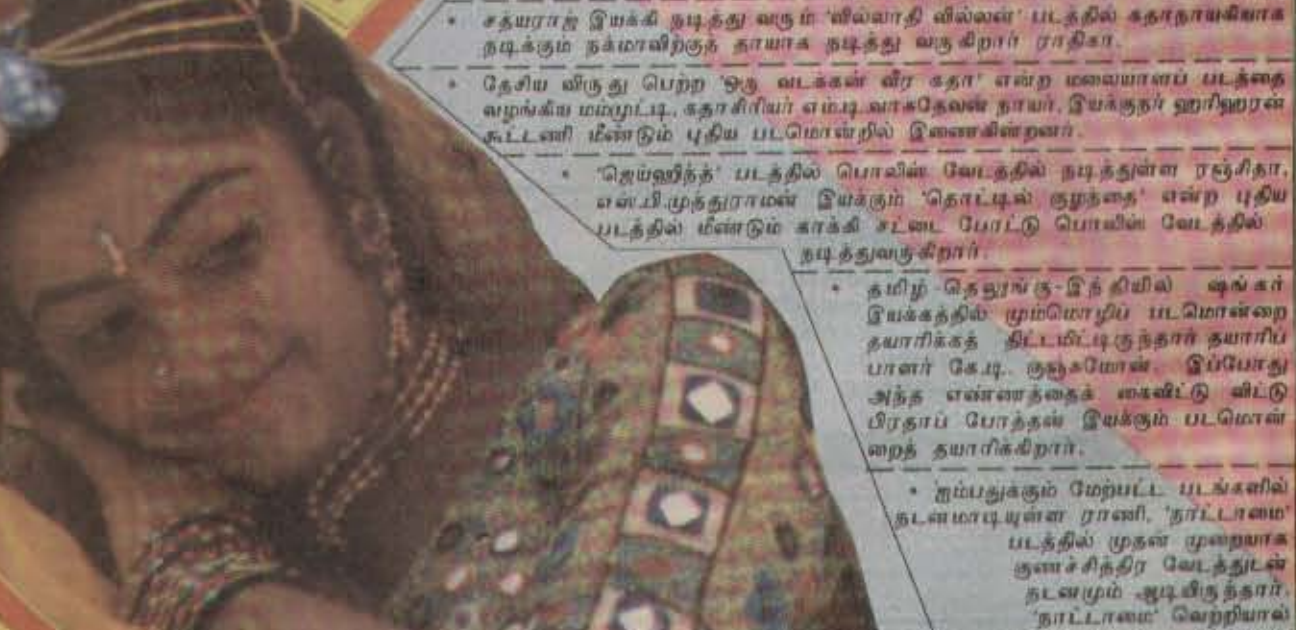 • சத்யராஜ் இயக்கி நடித்து வரும் 'வில்லாதி வில்லன்' படத்தில் கதாநாயகியாக
நடிக்கும் நக்மாவிற்குத் தாயாக நடித்து வருகிறார் ராதிகா.
• தேசிய விருது பெற்ற 'ஒரு வடக்கன் வீர கதா' என்ற மலையாளப் படத்தை
வழங்கிய மம்முட்டி, கதாசிரியர் எம்.டி.வாசுதேவன் நாயர், இயக்குநர் ஹரிஹரன்
கூட்டணி மீண்டும் புதிய படமொன்றில் இணைகின்றனர்.
• 'ஜெய்ஹிந்த்' படத்தில் பொலிஸ் வேடத்தில் நடித்துள்ள ரஞ்சிதா,
எஸ்.பி.முத்துராமன் இயக்கும் 'தொட்டில் குழந்தை' என்ற புதிய
படத்தில் மீண்டும் காக்கி சட்டை போட்டு பொலிஸ் வேடத்தில்
நடித்துவருகிறார்.
• தமிழ்-தெலுங்கு-இந்தியில் ஷங்கர்
இயக்கத்தில் மும்மொழிப் படமொன்றை
தயாரிக்கத் திட்டமிட்டிருந்தார் தயாரிப்
பாளர் கே.டி. குஞ்சுமோன். இப்போது
அந்த எண்ணத்தைக் கைவிட்டு விட்டு
பிரதாப் போத்தன் இயக்கும் படமொன்
றைத் தயாரிக்கிறார்.
• ஐம்பதுக்கும் மேற்பட்ட படங்களில்
நடனமாடியுள்ள ராணி, 'நாட்டாமை'
படத்தில் முதன் முறையாக
குணச்சித்திர வேடத்துடன்
நடனமும் ஆடியிருந்தார்.
'நாட்டாமை' வெற்றியால்